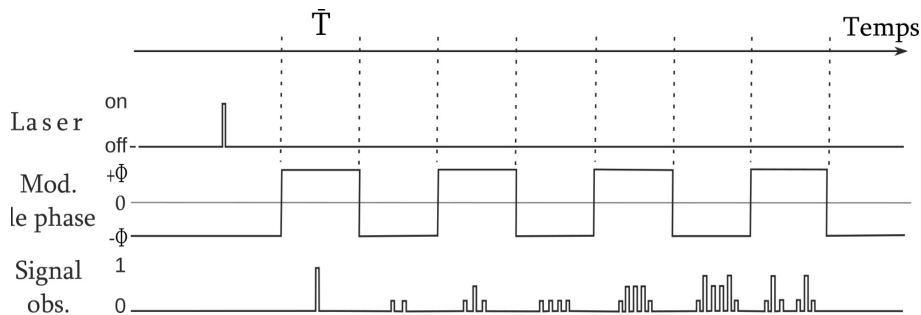 T̄ Temps
on
Laser
off
+Φ
Mod.
0
le phase
-Φ
Signal 1
obs. 0